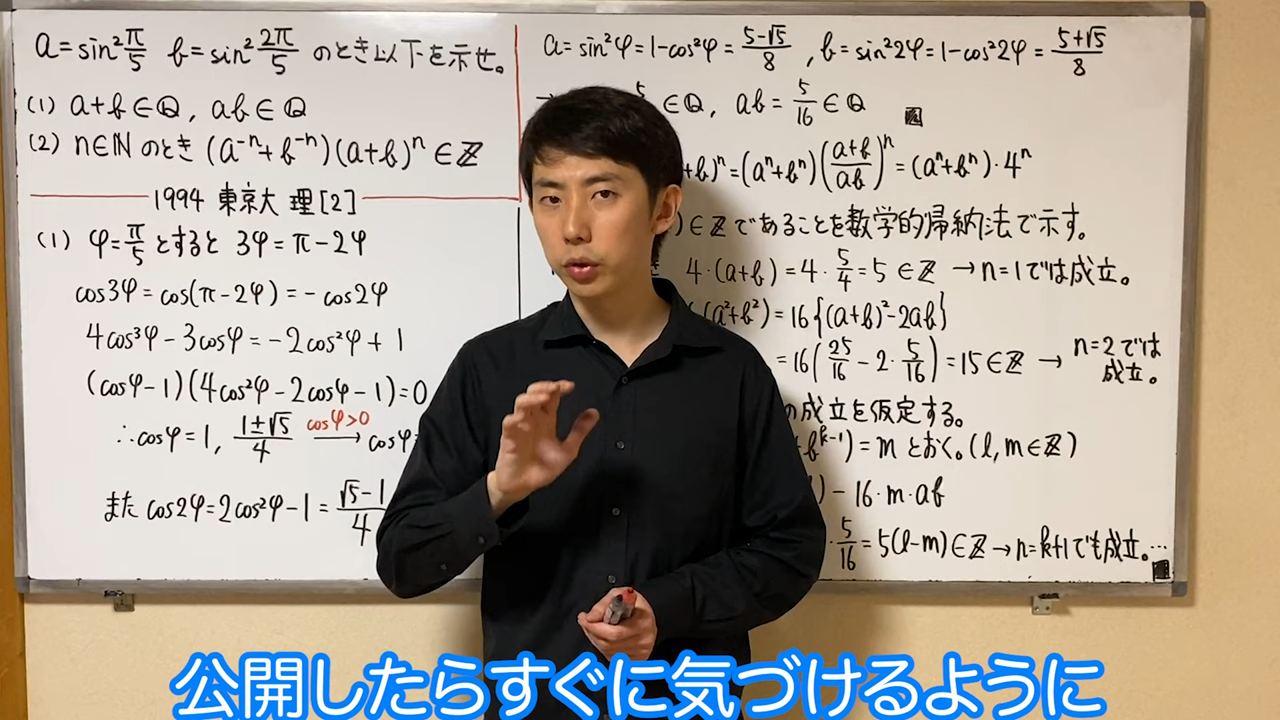 a=sin²π/5 b=sin²2π/5 のとき以下を示せ。
(1) a+b∈ℚ, ab∈ℚ
(2) n∈ℕのとき (a⁻ⁿ+b⁻ⁿ)(a+b)ⁿ∈ℤ
1994 東京大 理[2]
(1) φ=π/5とすると 3φ=π-2φ
cos3φ=cos(π-2φ)=-cos2φ
4cos³φ-3cosφ=-2cos²φ+1
(cosφ-1)(4cos²φ-2cosφ-1)=0
∴cosφ=1, (1±√5)/4 cosφ>0 → cosφ=
また cos2φ=2cos²φ-1=(√5-1)/4
a=sin²φ=1-cos²φ=(5-√5)/8, b=sin²2φ=1-cos²2φ=(5+√5)/8
∈ℚ, ab=5/16∈ℚ
)ⁿ=(aⁿ+bⁿ)((a+b)/ab)ⁿ=(aⁿ+bⁿ)·4ⁿ
)∈ℤであることを数学的帰納法で示す。
4·(a+b)=4·5/4=5∈ℤ →n=1では成立。
(a²+b²)=16{(a+b)²-2ab}
=16(25/16-2·5/16)=15∈ℤ → n=2では成立。
の成立を仮定する。
b^(k-1))=mとおく。(l,m∈ℤ)
)-16·m·ab
·5/16=5(l-m)∈ℤ→n=k+1でも成立。…
公開したらすぐに気づけるように